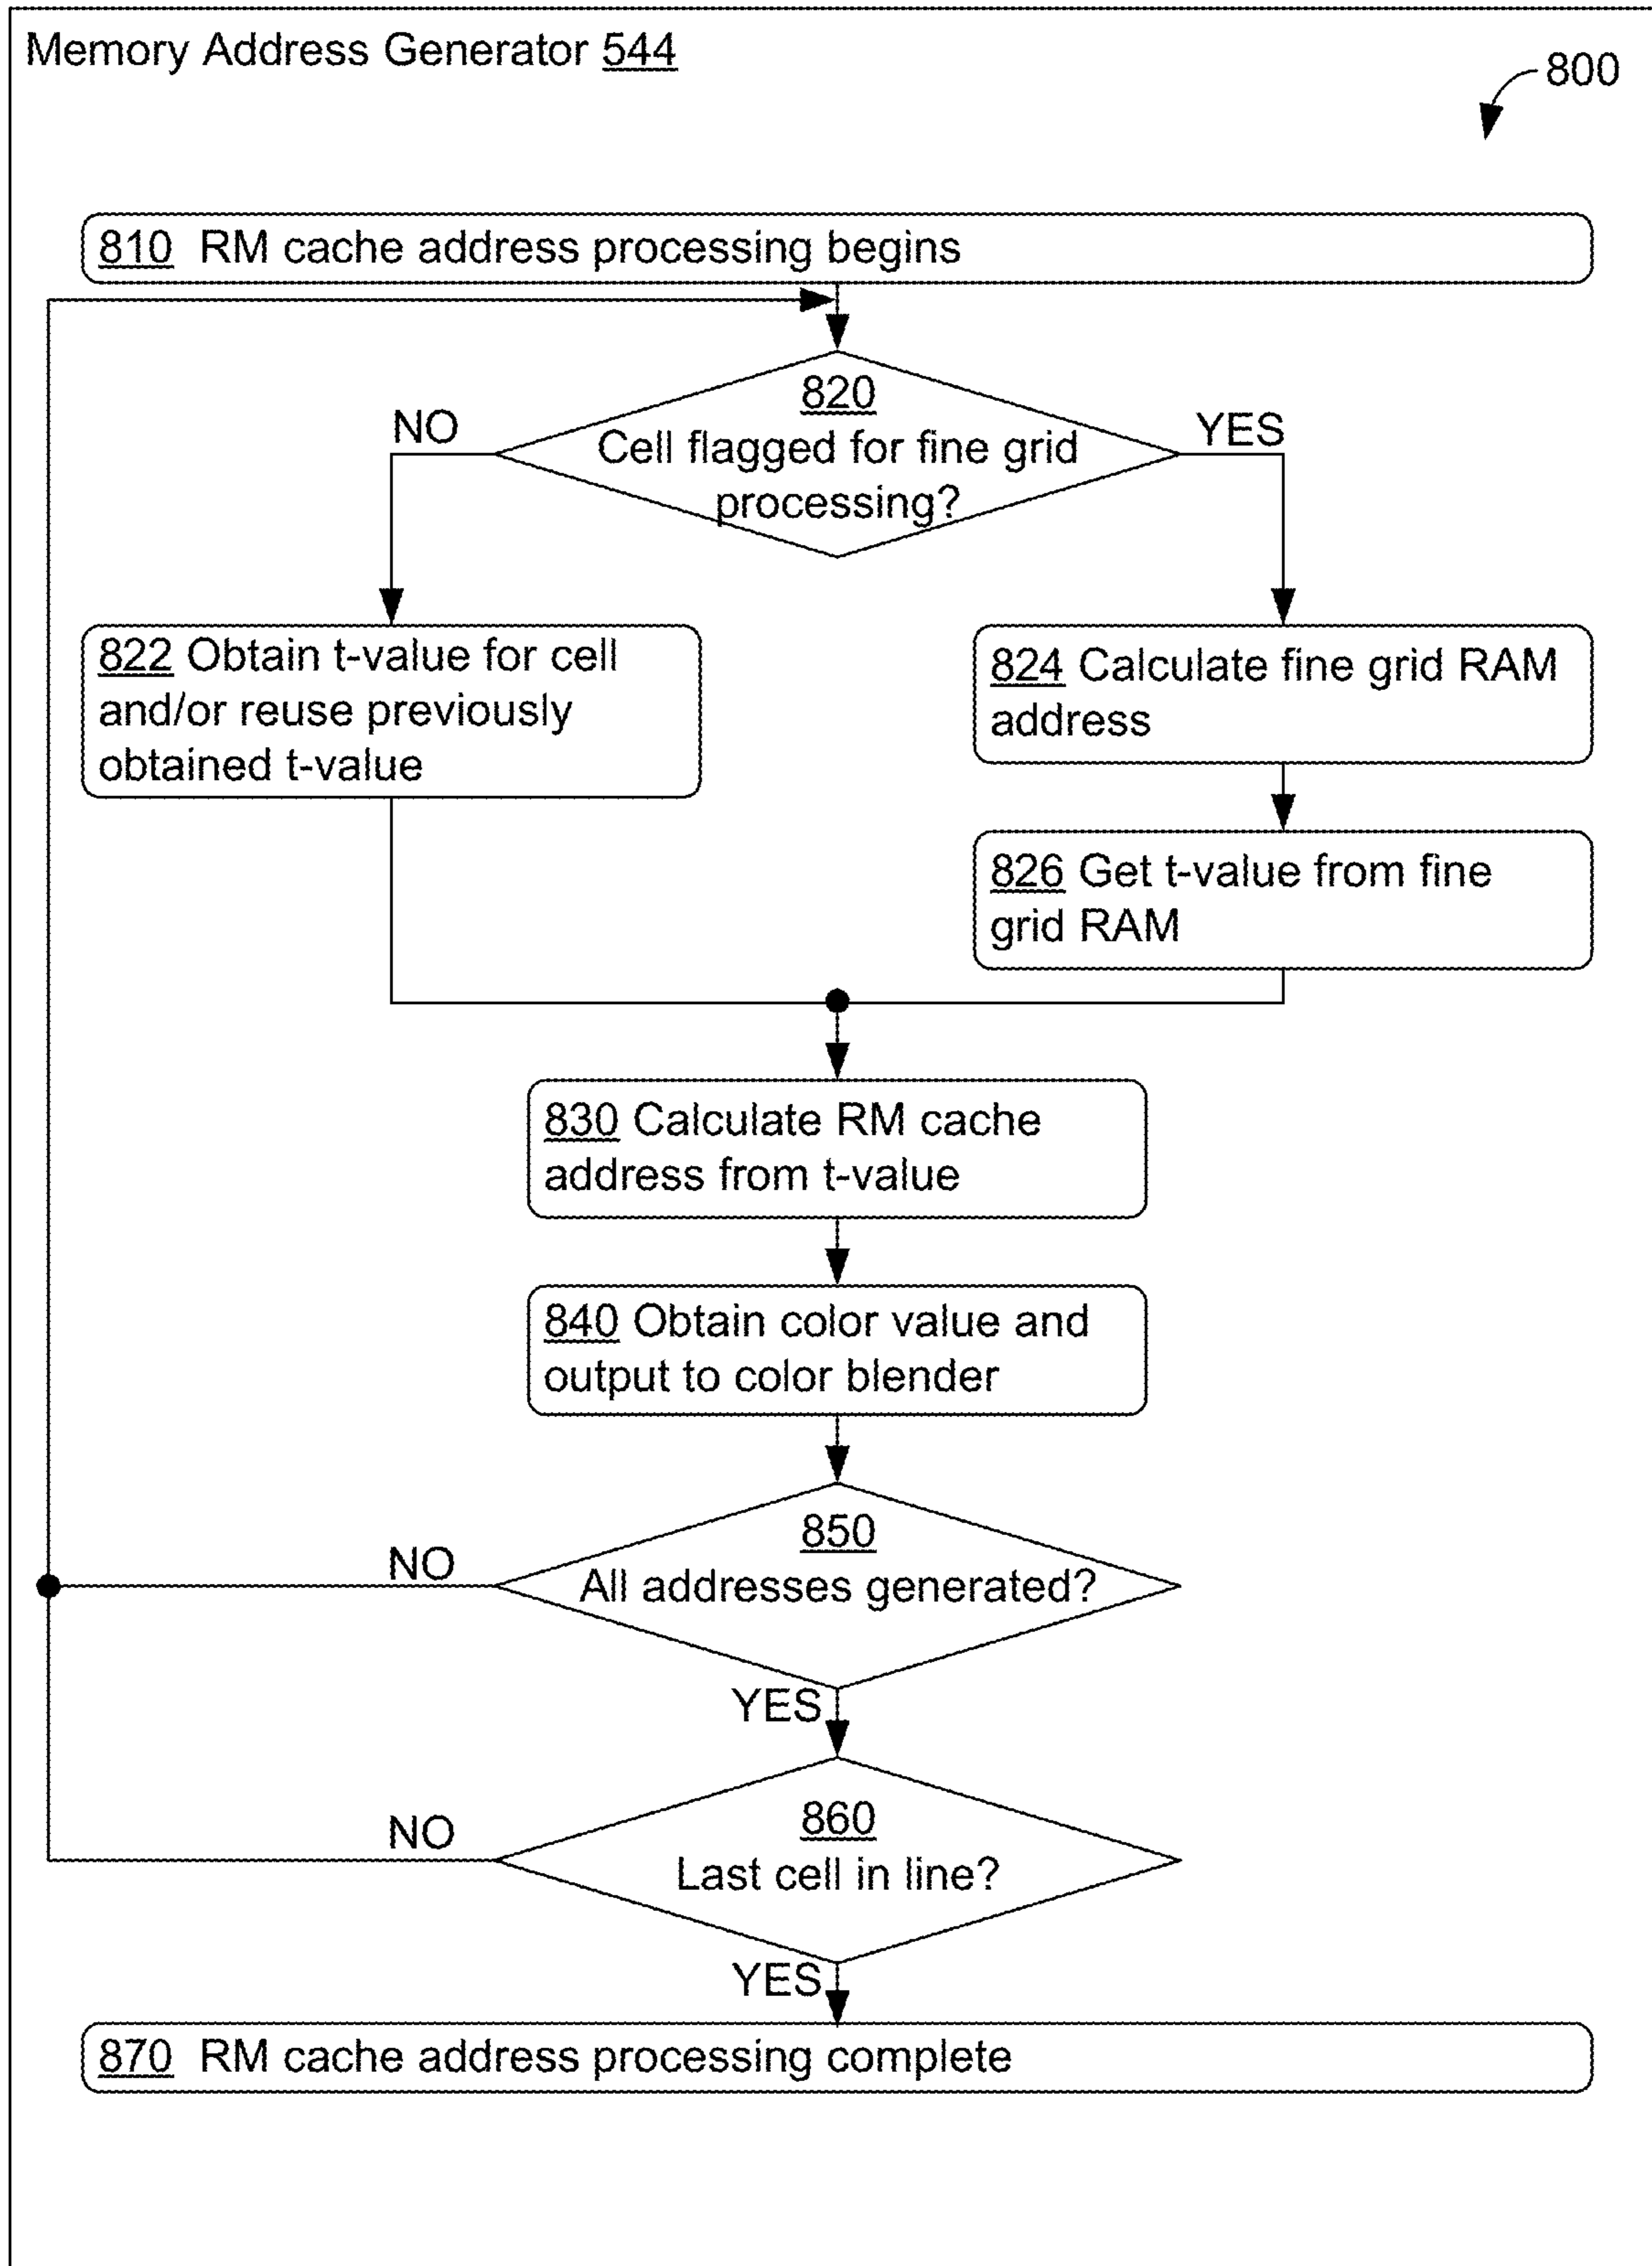 Memory Address Generator 544
800
810 RM cache address processing begins
820
NO
YES
Cell flagged for fine grid
processing?
822 Obtain t-value for cell
and/or reuse previously
obtained t-value
824 Calculate fine grid RAM
address
826 Get t-value from fine
grid RAM
830 Calculate RM cache
address from t-value
840 Obtain color value and
output to color blender
850
NO
All addresses generated?
YES
860
NO
Last cell in line?
YES
870 RM cache address processing complete